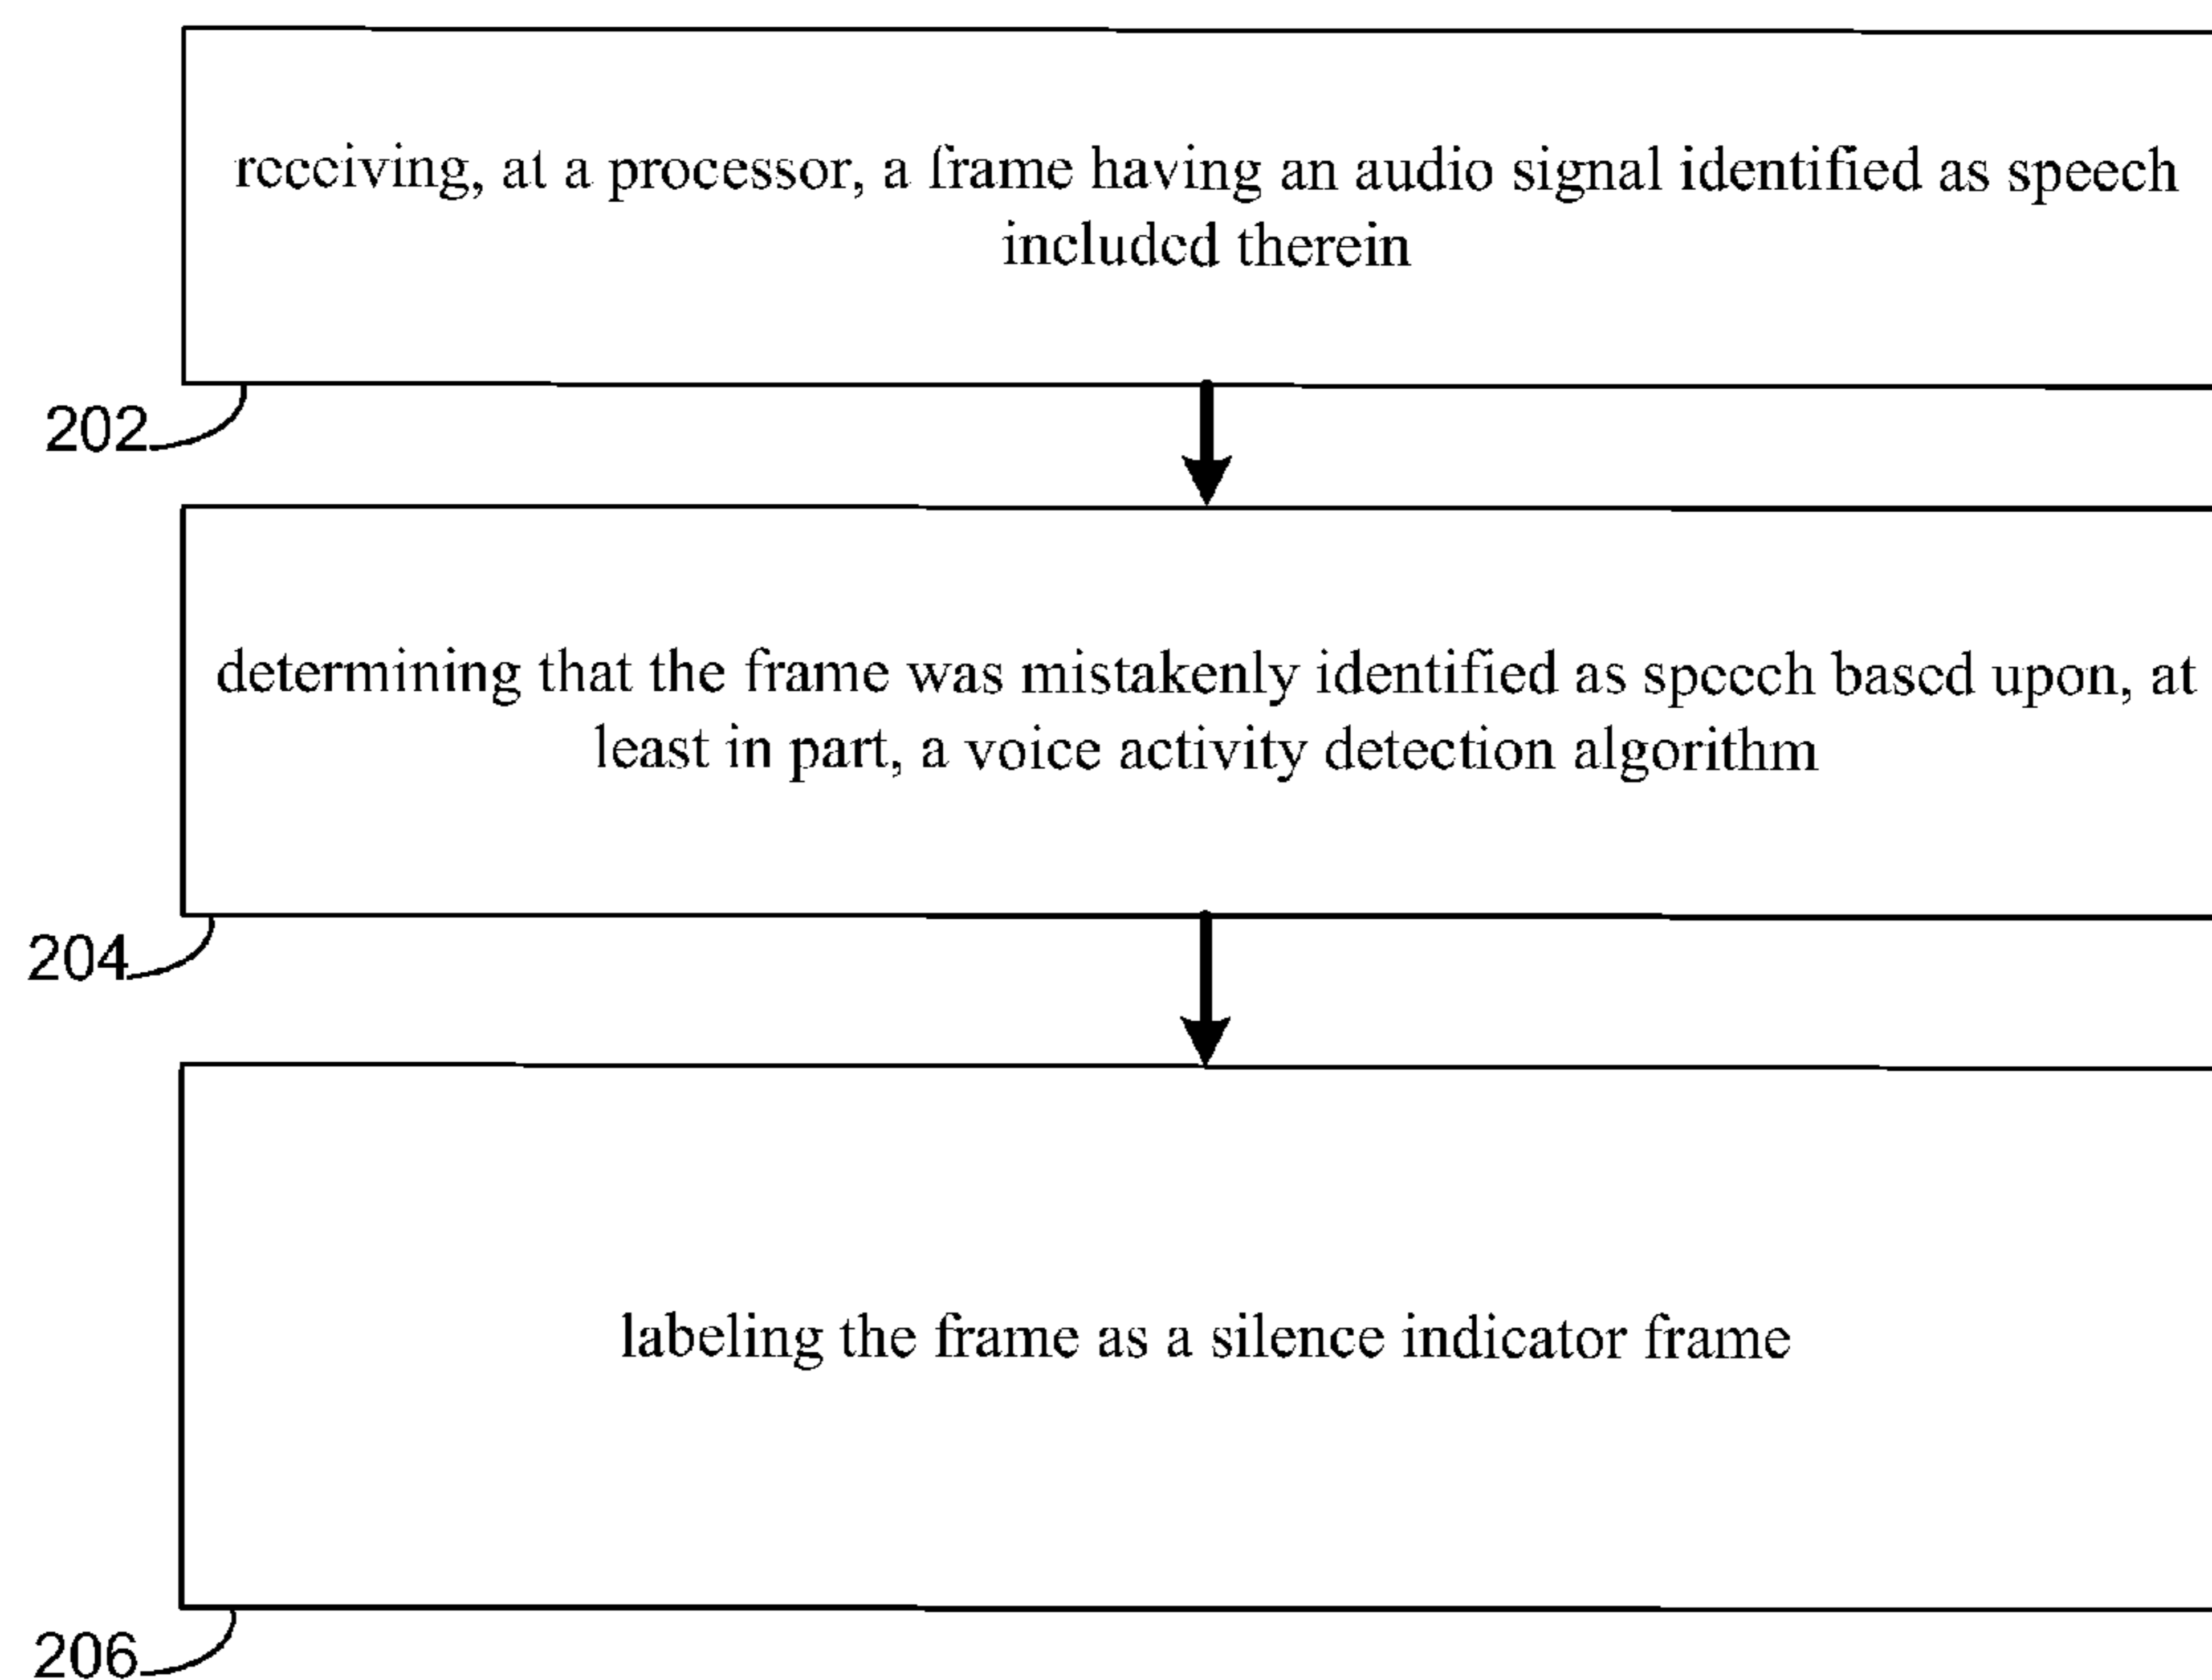 receiving, at a processor, a frame having an audio signal identified as speech
included therein
202
determining that the frame was mistakenly identified as speech based upon, at
least in part, a voice activity detection algorithm
204
labeling the frame as a silence indicator frame
206